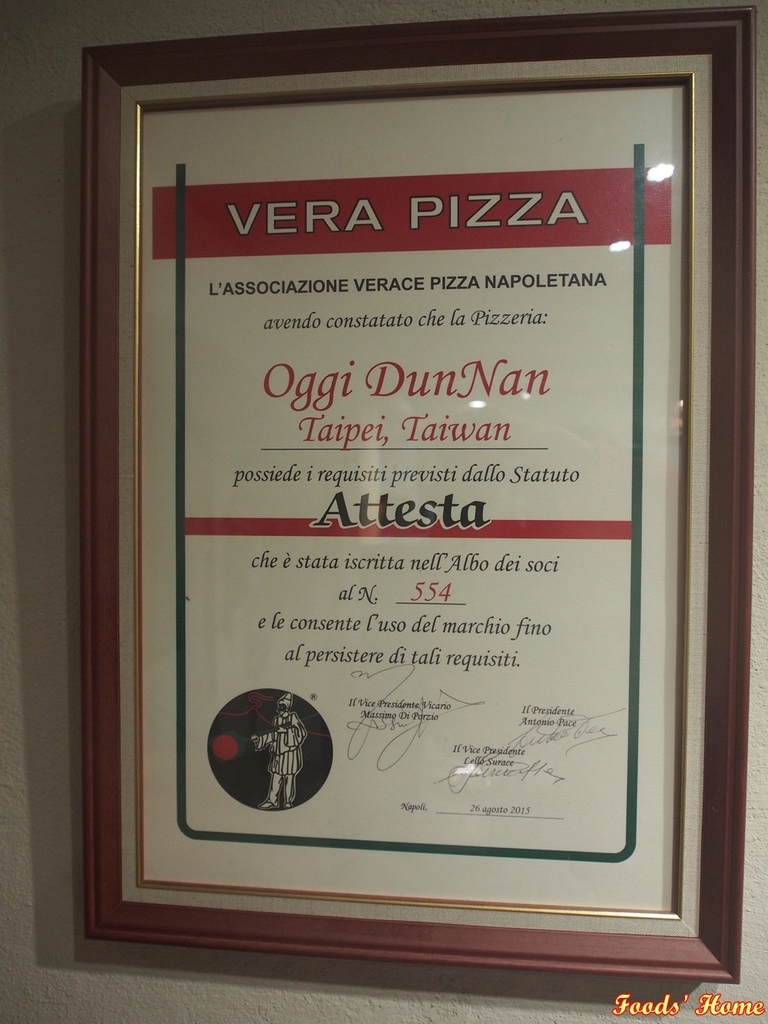 VERA PIZZA
L'ASSOCIAZIONE VERACE PIZZA NAPOLETANA
avendo constatato che la Pizzeria:
Oggi DunNan
Taipei, Taiwan
possiede i requisiti previsti dallo Statuto
Attesta
che è stata iscritta nell'Albo dei soci
al N. 554
e le consente l'uso del marchio fino
al persistere di tali requisiti.
®
Il Vice Presidente Vicario
Massimo Di Porzio
Il Presidente
Antonio Pace
Il Vice Presidente
Lello Surace
Napoli, 26 agosto 2015
Foods' Home